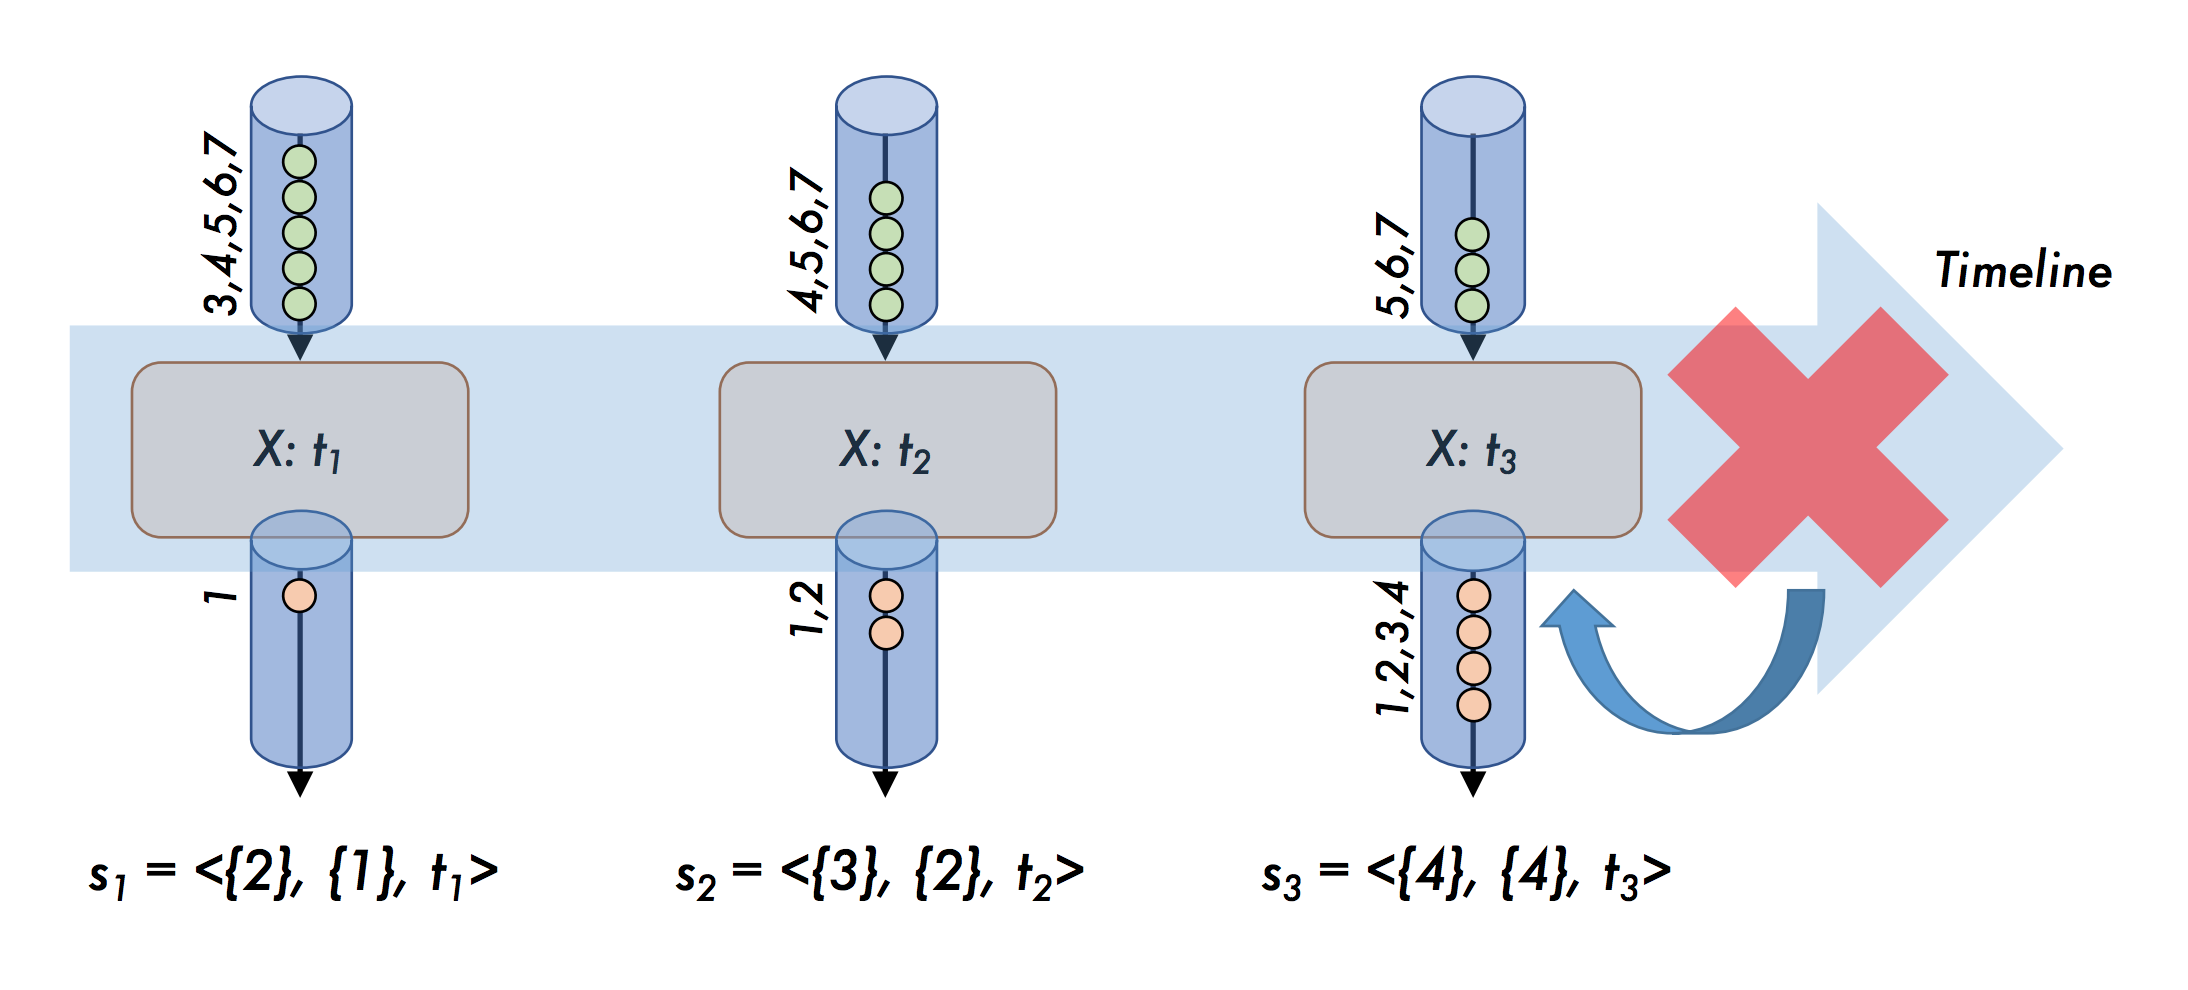 3,4,5,6,7
4,5,6,7
5,6,7
Timeline
X: t₁
X: t₂
X: t₃
1
1,2
1,2,3,4
s₁ = <{2}, {1}, t₁>
s₂ = <{3}, {2}, t₂>
s₃ = <{4}, {4}, t₃>